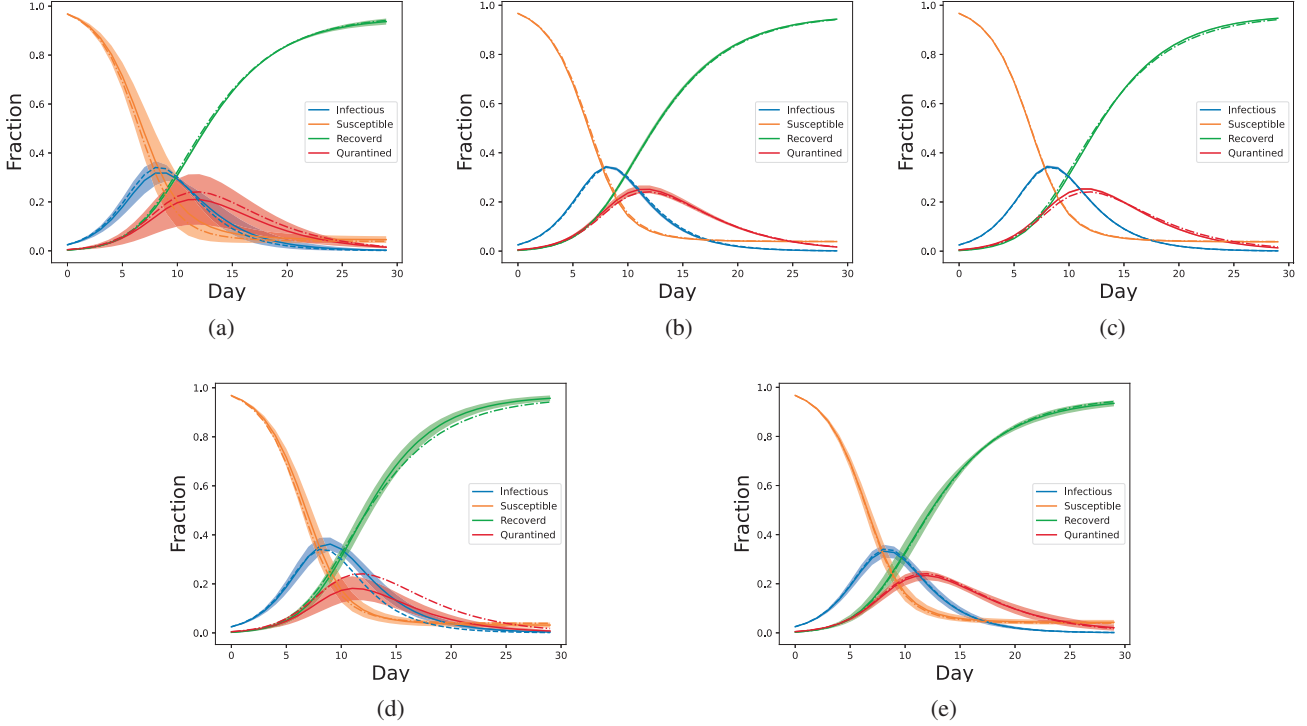 1.0
0.8
0.6
0.4
0.2
0.0
Fraction
Infectious
Susceptible
Recoverd
Qurantined
0 5 10 15 20 25 30
Day
(a)
1.0
0.8
0.6
0.4
0.2
0.0
Fraction
Infectious
Susceptible
Recoverd
Qurantined
0 5 10 15 20 25 30
Day
(b)
1.0
0.8
0.6
0.4
0.2
0.0
Fraction
Infectious
Susceptible
Recoverd
Qurantined
0 5 10 15 20 25 30
Day
(c)
1.0
0.8
0.6
0.4
0.2
0.0
Fraction
Infectious
Susceptible
Recoverd
Qurantined
0 5 10 15 20 25 30
Day
(d)
1.0
0.8
0.6
0.4
0.2
0.0
Fraction
Infectious
Susceptible
Recoverd
Qurantined
0 5 10 15 20 25 30
Day
(e)